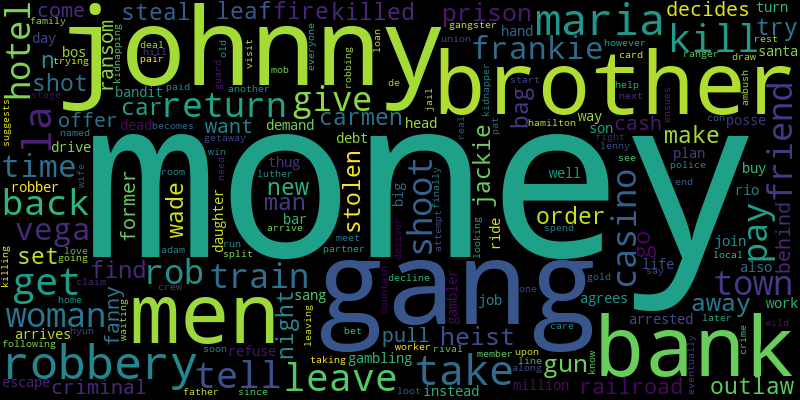 money
johnny
brother
gang
bank
men
robbery
kill
maria
return
frankie
hotel
steal
leaf
fire
killed
prison
decides
come
day
family
trying
bos
ransom
kidnapping
shot
n
bandit
car
la
offer
dead
becomes
drive
named
suggests
stage
time
robber
back
former
wade
vega
set
going
love
killing
get
find
rob
train
woman
fanny
home
claim
waiting
arrives
hyun
crew
following
tell
escape
criminal
father
since
soon
refuse
night
sang
leaving
taking
leave
gambling
bet
worker
rival
pull
decline
mountain
gambler
job
heist
take
instead
loot
member
along
upon
line
million
one
care
gun
know
railroad
crime
arrested
later
eventually
wild
outlaw
work
away
local
also
town
behind
friend
join
life
say
gold
go
casino
rio
buy
pay
plan
police
end
see
order
spend
well
ride
looking
jackie
shoot
attempt
finally
big
deliver
stolen
debt
partner
meet
arrive
luther
split
run
bar
man
new
thug
need
win
daughter
room
adam
wife
want
demand
head
carmen
give
getaway
guard
old
visit
another
mob
robbing
paid
deal
pair
hill
gangster
union
loan
everyone
de
jail
hand
however
card
ranger
draw
turn
rest
santa
try
ambush
start
kidnapper
help
next
ensues
con
posse
cash
make
son
way
bag
hamilton
pat
real
fight
lenny